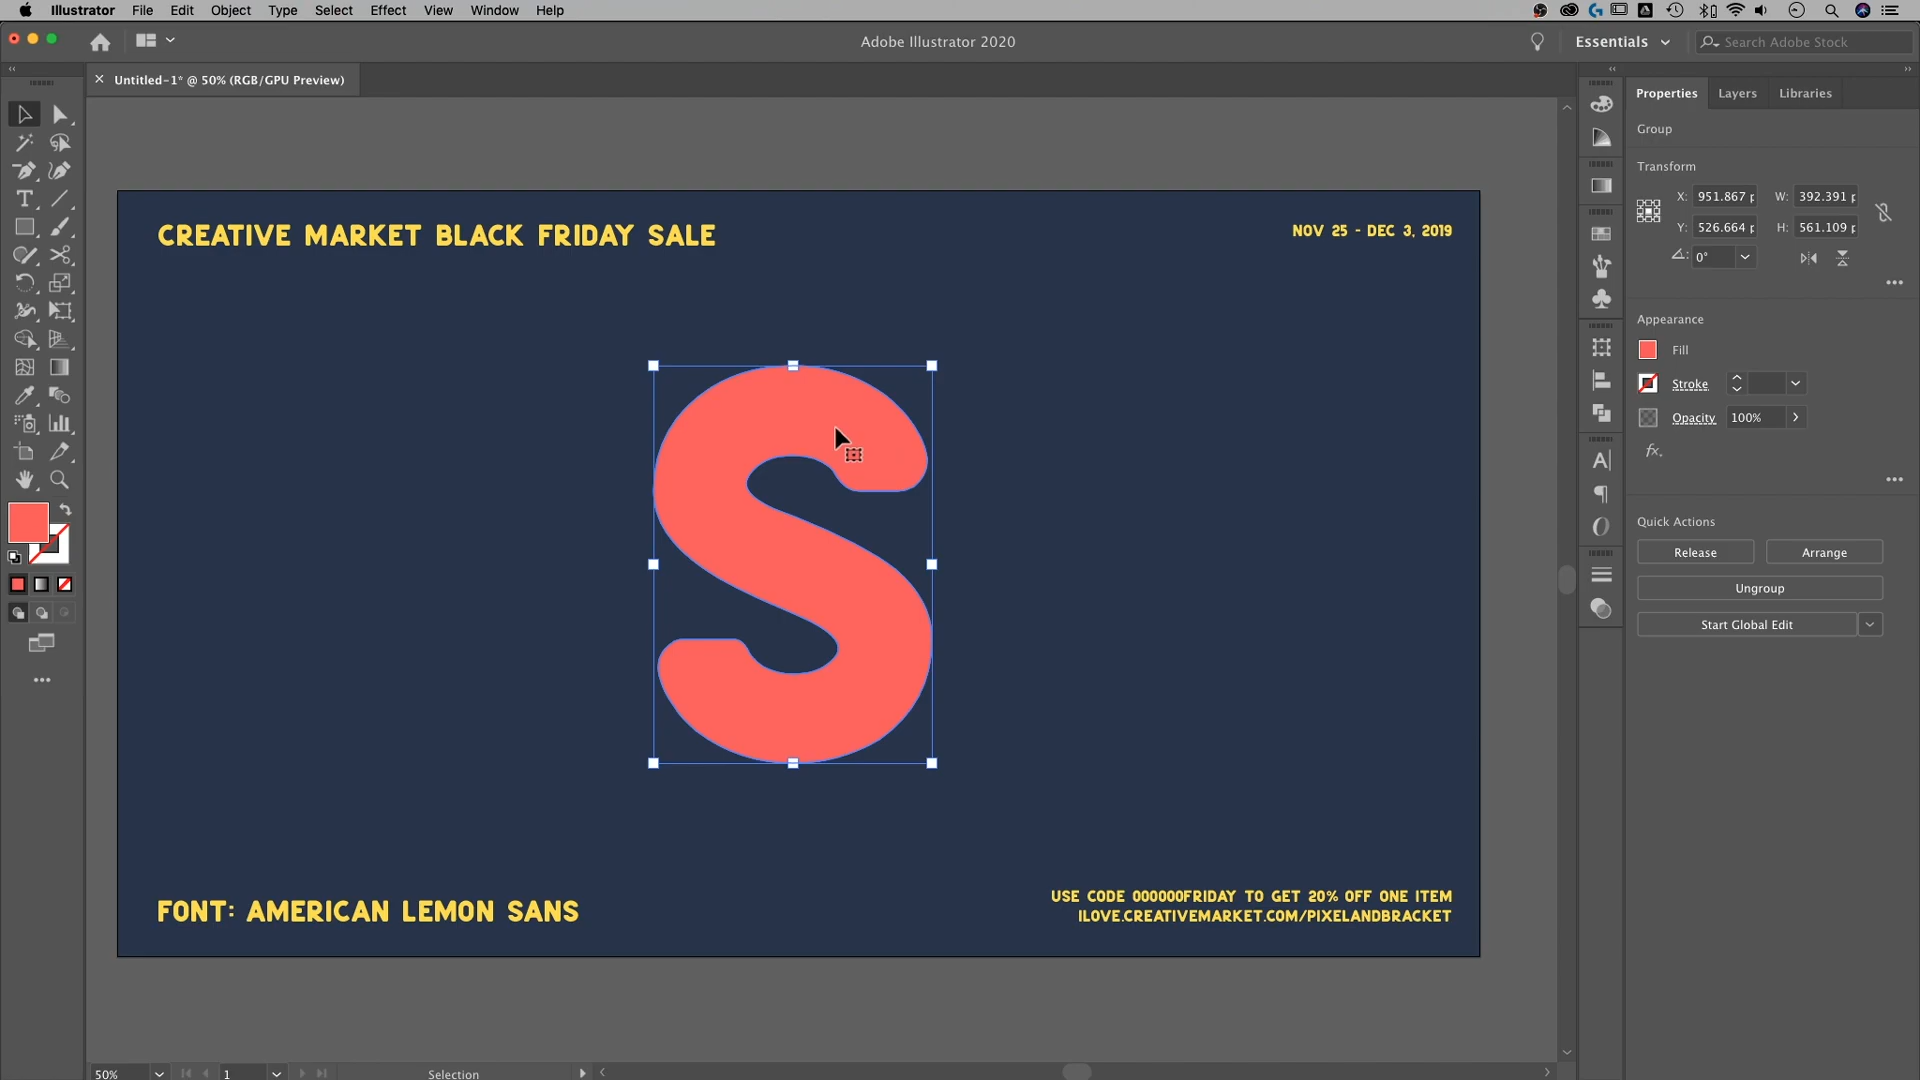 Illustrator File Edit Object Type Select Effect View Window Help
Adobe Illustrator 2020
Essentials
Search Adobe Stock
× Untitled-1* @ 50% (RGB/GPU Preview)
Properties Layers Libraries
Group
Transform
X: 951.867 p W: 392.391 p
Y: 526.664 p H: 561.109 p
0°
Appearance
Fill
Stroke
Opacity 100%
fx.
Quick Actions
Release Arrange
Ungroup
Start Global Edit
CREATIVE MARKET BLACK FRIDAY SALE
NOV 25 - DEC 3, 2019
S
FONT: AMERICAN LEMON SANS
USE CODE 000000FRIDAY TO GET 20% OFF ONE ITEM
ILOVE.CREATIVEMARKET.COM/PIXELANDBRACKET
50% 1 Selection